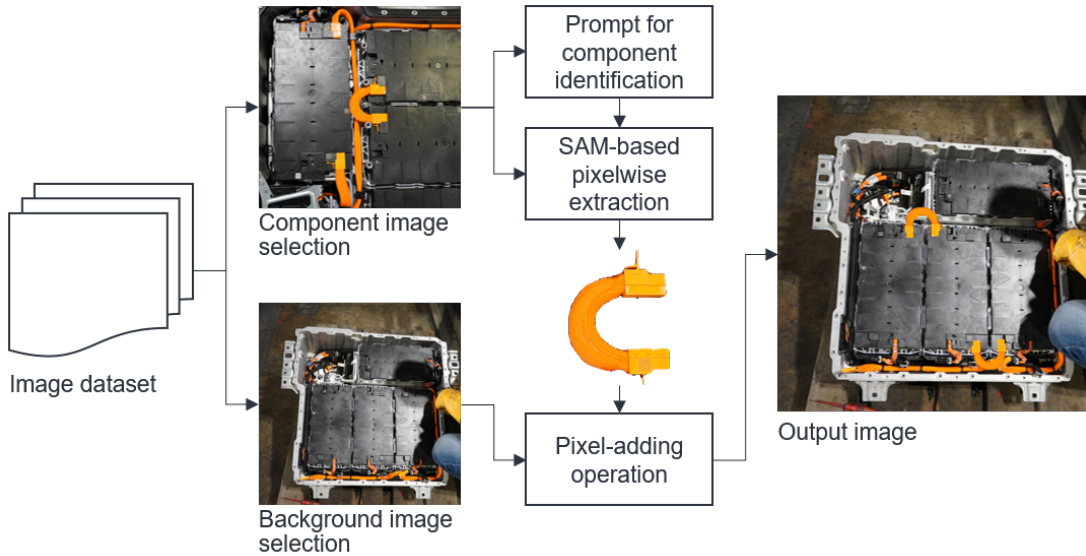 Prompt for
component
identification
SAM-based
pixelwise
extraction
Component image
selection
Image dataset
Pixel-adding
operation
Output image
Background image
selection